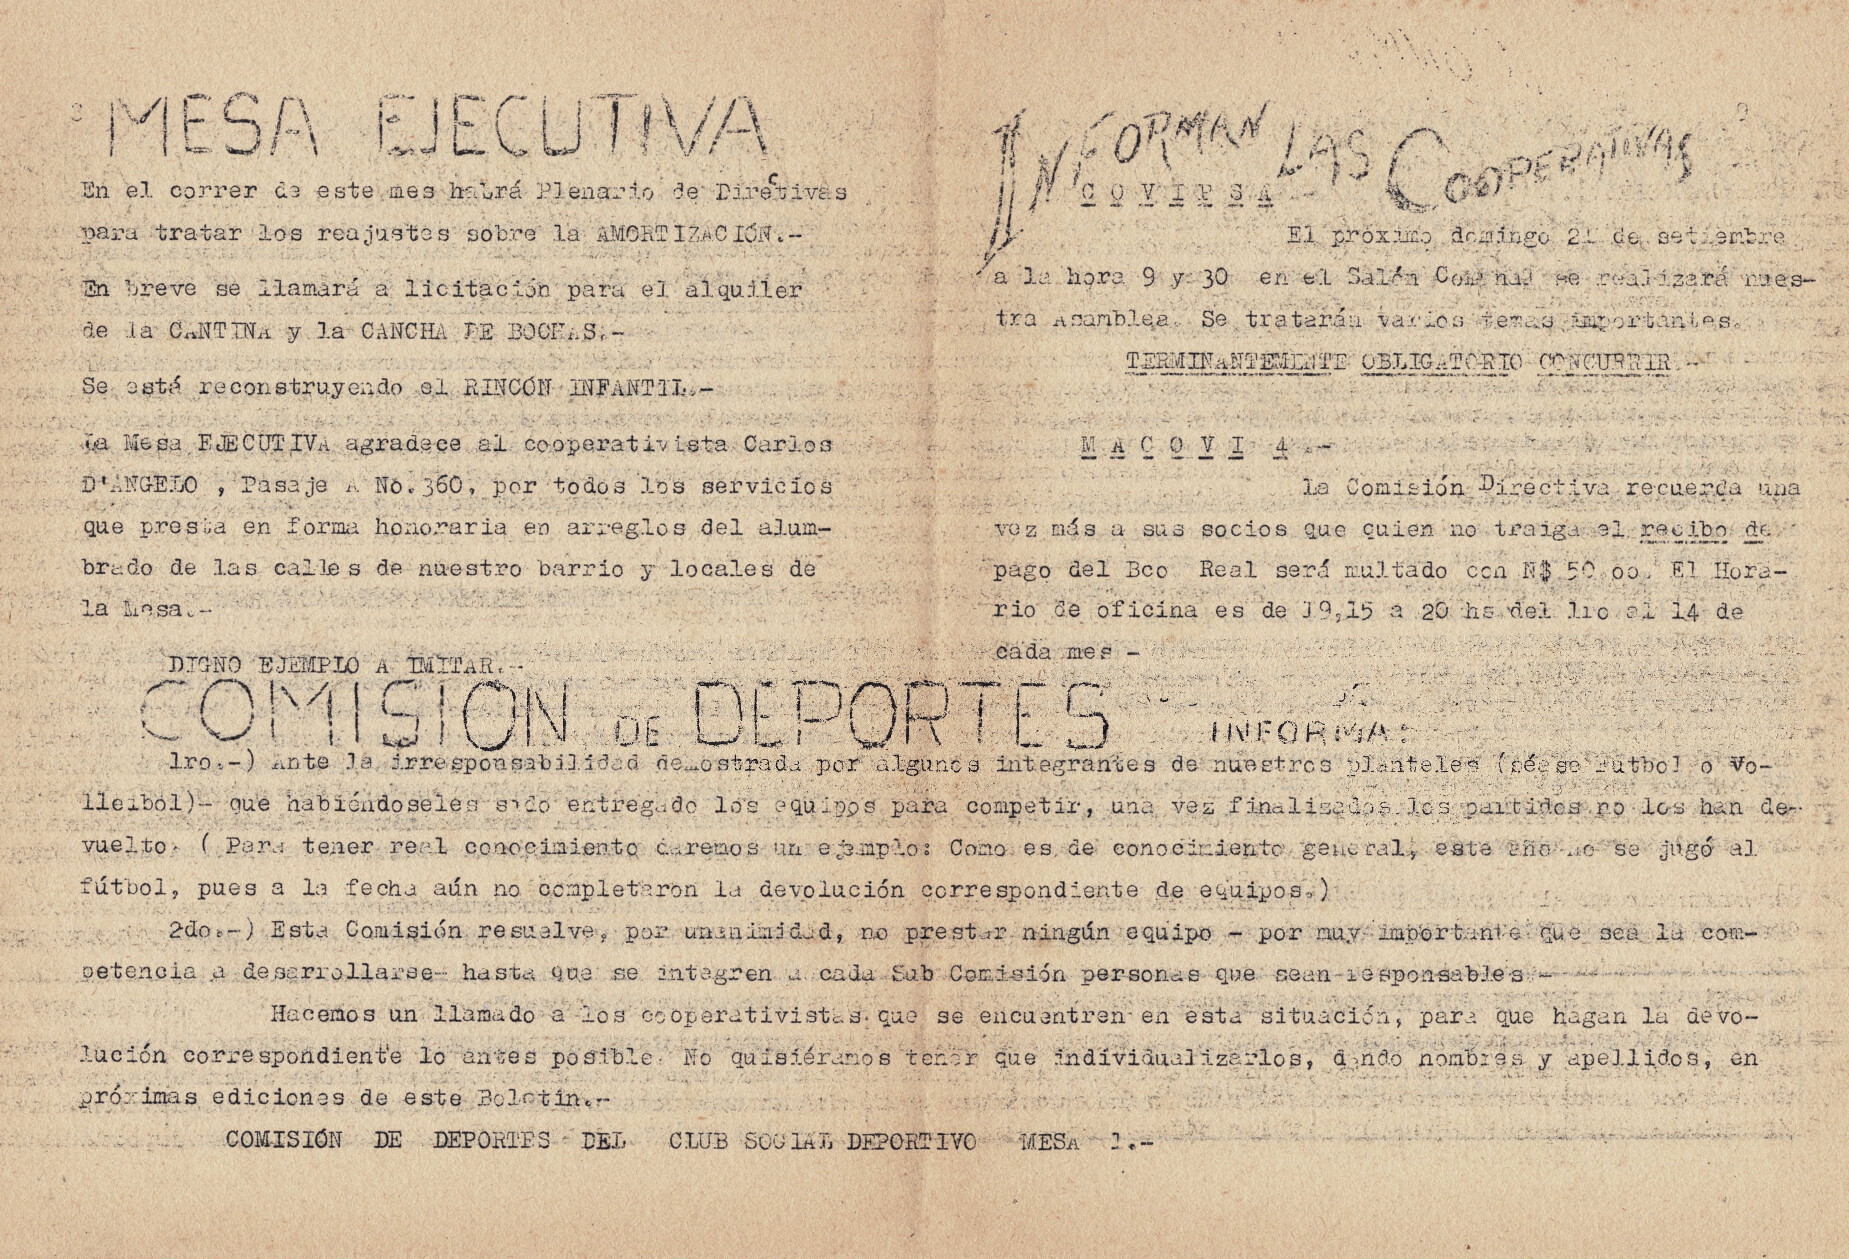 MESA EJECUTIVA
En el correr de este mes habrá Plenario de Directivas
para tratar los reajustes sobre la AMORTIZACIÓN.-
En breve se llamará a licitación para el alquiler
de la CANTINA y la CANCHA DE BOCHAS.-
Se está reconstruyendo el RINCÓN INFANTIL.-
La Mesa EJECUTIVA agradece al cooperativista Carlos
D'ANGELO , Pasaje A No.360, por todos los servicios
que presta en forma honoraria en arreglos del alum-
brado de las calles de nuestro barrio y locales de
la Mesa.-
DIGNO EJEMPLO A IMITAR.-
INFORMAN LAS COOPERATIVAS
C O V I P S A
El próximo domingo 21 de setiembre
a la hora 9 y 30 en el Salón Comunal se realizará nues-
tra Asamblea. Se tratarán varios temas importantes.
TERMINANTEMENTE OBLIGATORIO CONCURRIR.-
M A C O V I 4.-
La Comisión Directiva recuerda una
vez más a sus socios que quien no traiga el recibo de
pago del Bco Real será multado con N$ 50.oo. El Hora-
rio de oficina es de 19,15 a 20 hs del 1ro al 14 de
cada mes -
COMISION DE DEPORTES INFORMA:
1ro.-) Ante la irresponsabilidad demostrada por algunos integrantes de nuestros planteles (séase Fútbol o Vo-
lleibol)- que habiéndoseles sido entregado los equipos para competir, una vez finalizados los partidos no los han de-
vuelto. ( Para tener real conocimiento daremos un ejemplo: Como es de conocimiento general, este año no se jugó al
fútbol, pues a la fecha aún no completaron la devolución correspondiente de equipos.)
2do.-) Esta Comisión resuelve, por unanimidad, no prestar ningún equipo - por muy importante que sea la com-
petencia a desarrollarse- hasta que se integren a cada Sub Comisión personas que sean responsables.-
Hacemos un llamado a los cooperativistas que se encuentren en esta situación, para que hagan la devo-
lución correspondiente lo antes posible. No quisiéramos tener que individualizarlos, dando nombres y apellidos, en
próximas ediciones de este Boletín.-
COMISIÓN DE DEPORTES DEL CLUB SOCIAL DEPORTIVO MESA 1.-